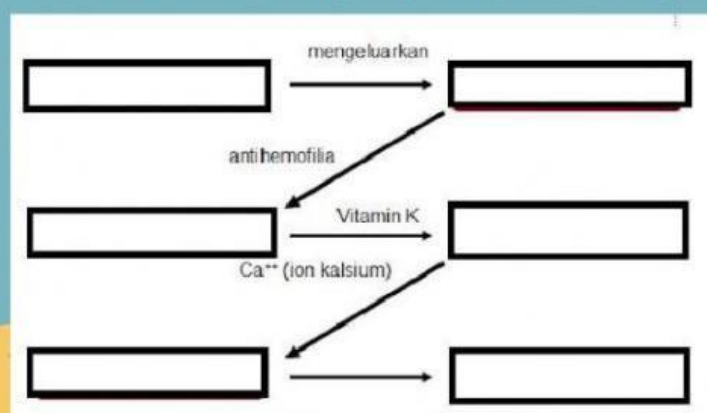 mengeluarkan
antihemofilia
Vitamin K
Ca⁺⁺ (ion kalsium)